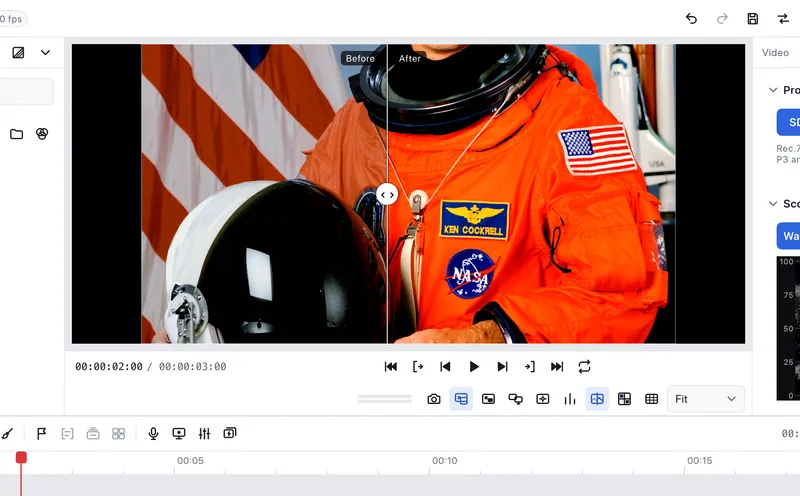 0 fps
Before
After
USA
KEN COCKRELL
NASA
Video
Pro
SD
Rec.7
P3 an
Sco
Wa
100
75
50
25
0
00:00:02:00 / 00:00:03:00
Fit
00:
00:05
00:10
00:15